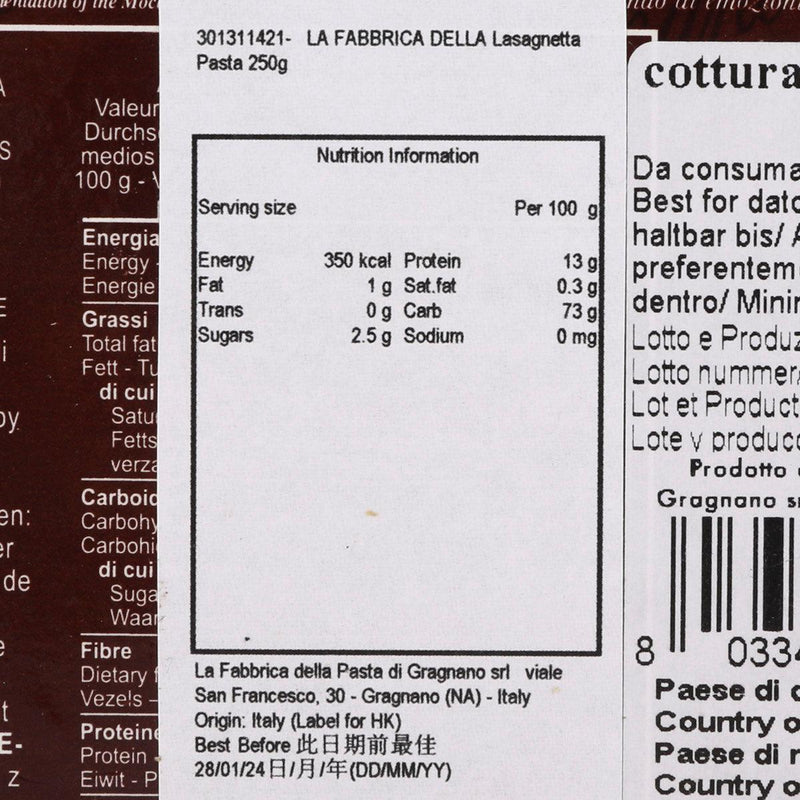 301311421- LA FABBRICA DELLA Lasagnetta
Pasta 250g
Nutrition Information
Serving size Per 100 g
Energy 350 kcal Protein 13 g
Fat 1 g Sat.fat 0.3 g
Trans 0 g Carb 73 g
Sugars 2.5 g Sodium 0 mg
La Fabbrica della Pasta di Gragnano srl viale
San Francesco, 30 - Gragnano (NA) - Italy
Origin: Italy (Label for HK)
Best Before 此日期前最佳
28/01/24日/月/年(DD/MM/YY)
of the
Valeur
Durchs
medios
100 g -
Energia
Energy -
Energie
Grassi
Total fat
Fett - Tu
di cui
Satu
Fetts
verza
Carboid
Carbohy
Carbohi
di cui
Suga
Waar
Fibre
Dietary f
Vezels -
Proteine
Protein -
Eiwit - P
cottura
Da consuma
Best for dato
haltbar bis/ A
preferentem
dentro/ Minin
Lotto e Produz
Lotto nummer/
Lot et Product
Lote y producc
Prodotto
Gragnano sr
8 0334
Paese di o
Country o
Paese di m
Country o